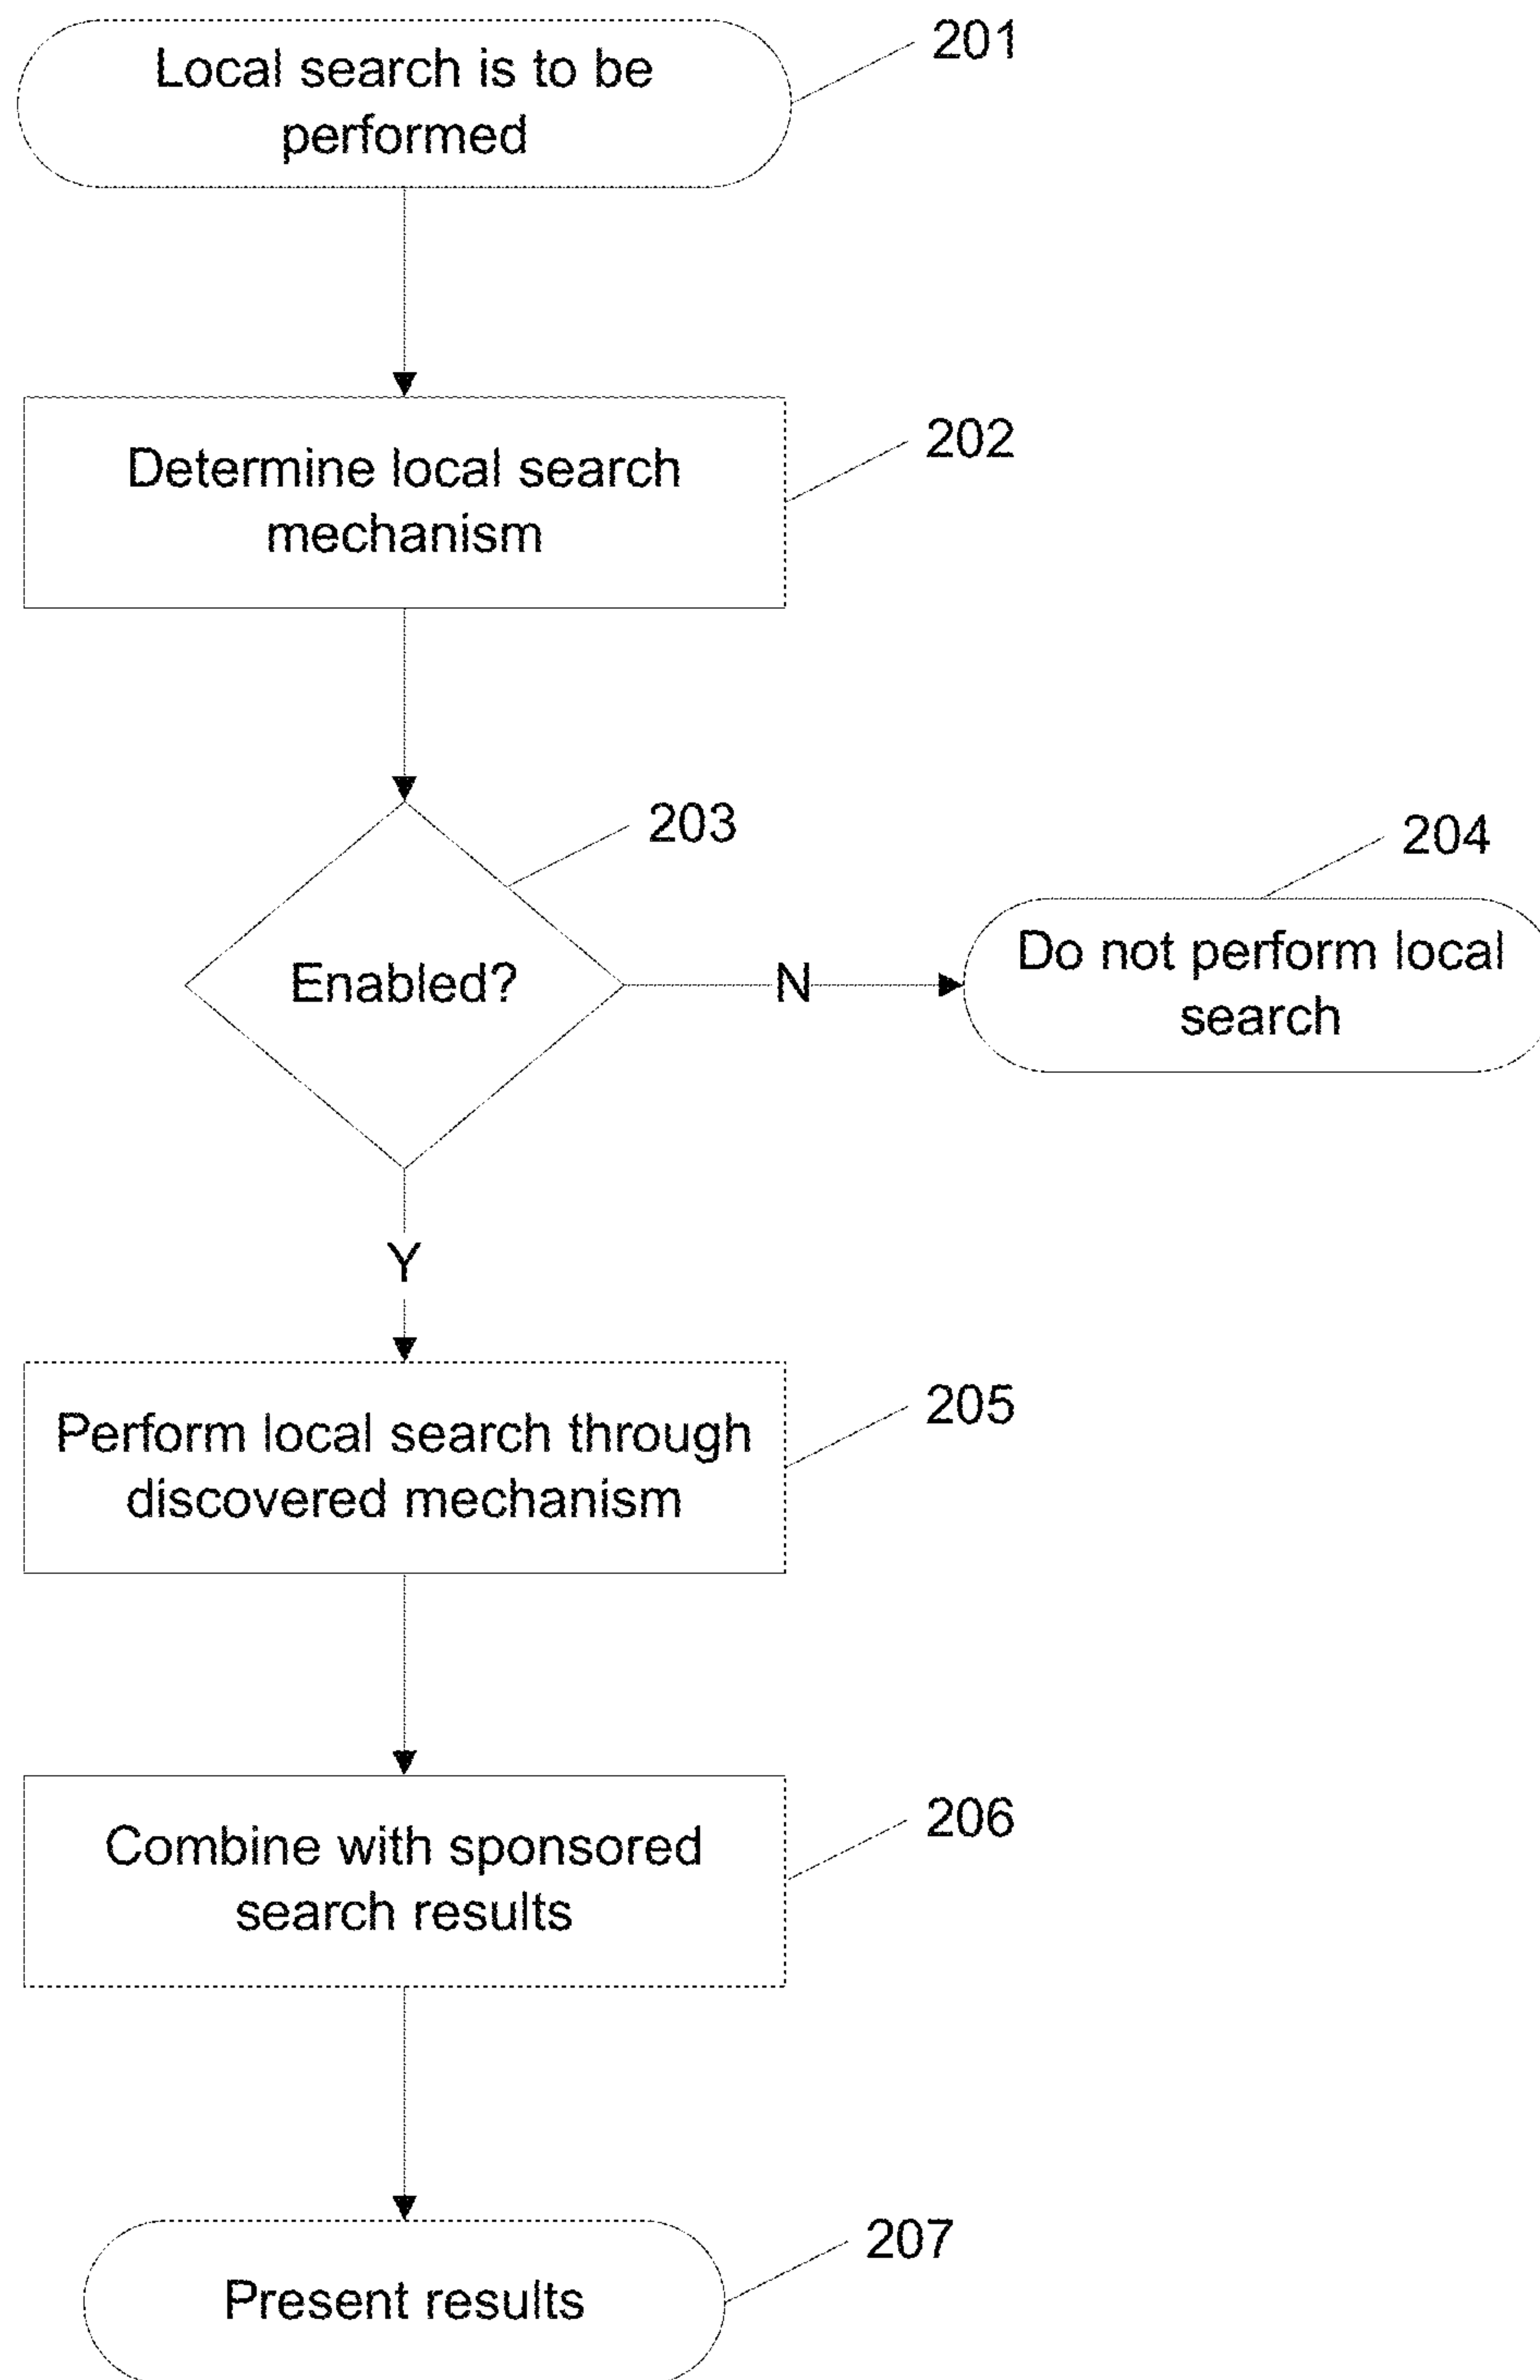 Local search is to be
performed
201
Determine local search
mechanism
202
Enabled?
203
N
Do not perform local
search
204
Y
Perform local search through
discovered mechanism
205
Combine with sponsored
search results
206
Present results
207